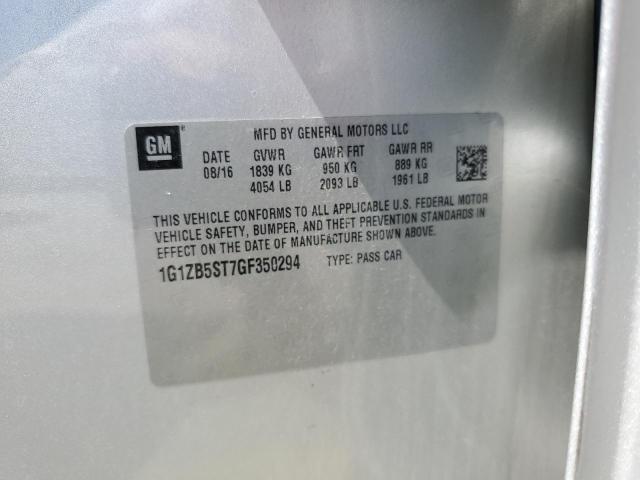 GM®
MFD BY GENERAL MOTORS LLC
DATE GVWR GAWR FRT GAWR RR
08/16 1839 KG 950 KG 889 KG
4054 LB 2093 LB 1961 LB
THIS VEHICLE CONFORMS TO ALL APPLICABLE U.S. FEDERAL MOTOR
VEHICLE SAFETY, BUMPER, AND THEFT PREVENTION STANDARDS IN
EFFECT ON THE DATE OF MANUFACTURE SHOWN ABOVE.
1G1ZB5ST7GF350294 TYPE: PASS CAR